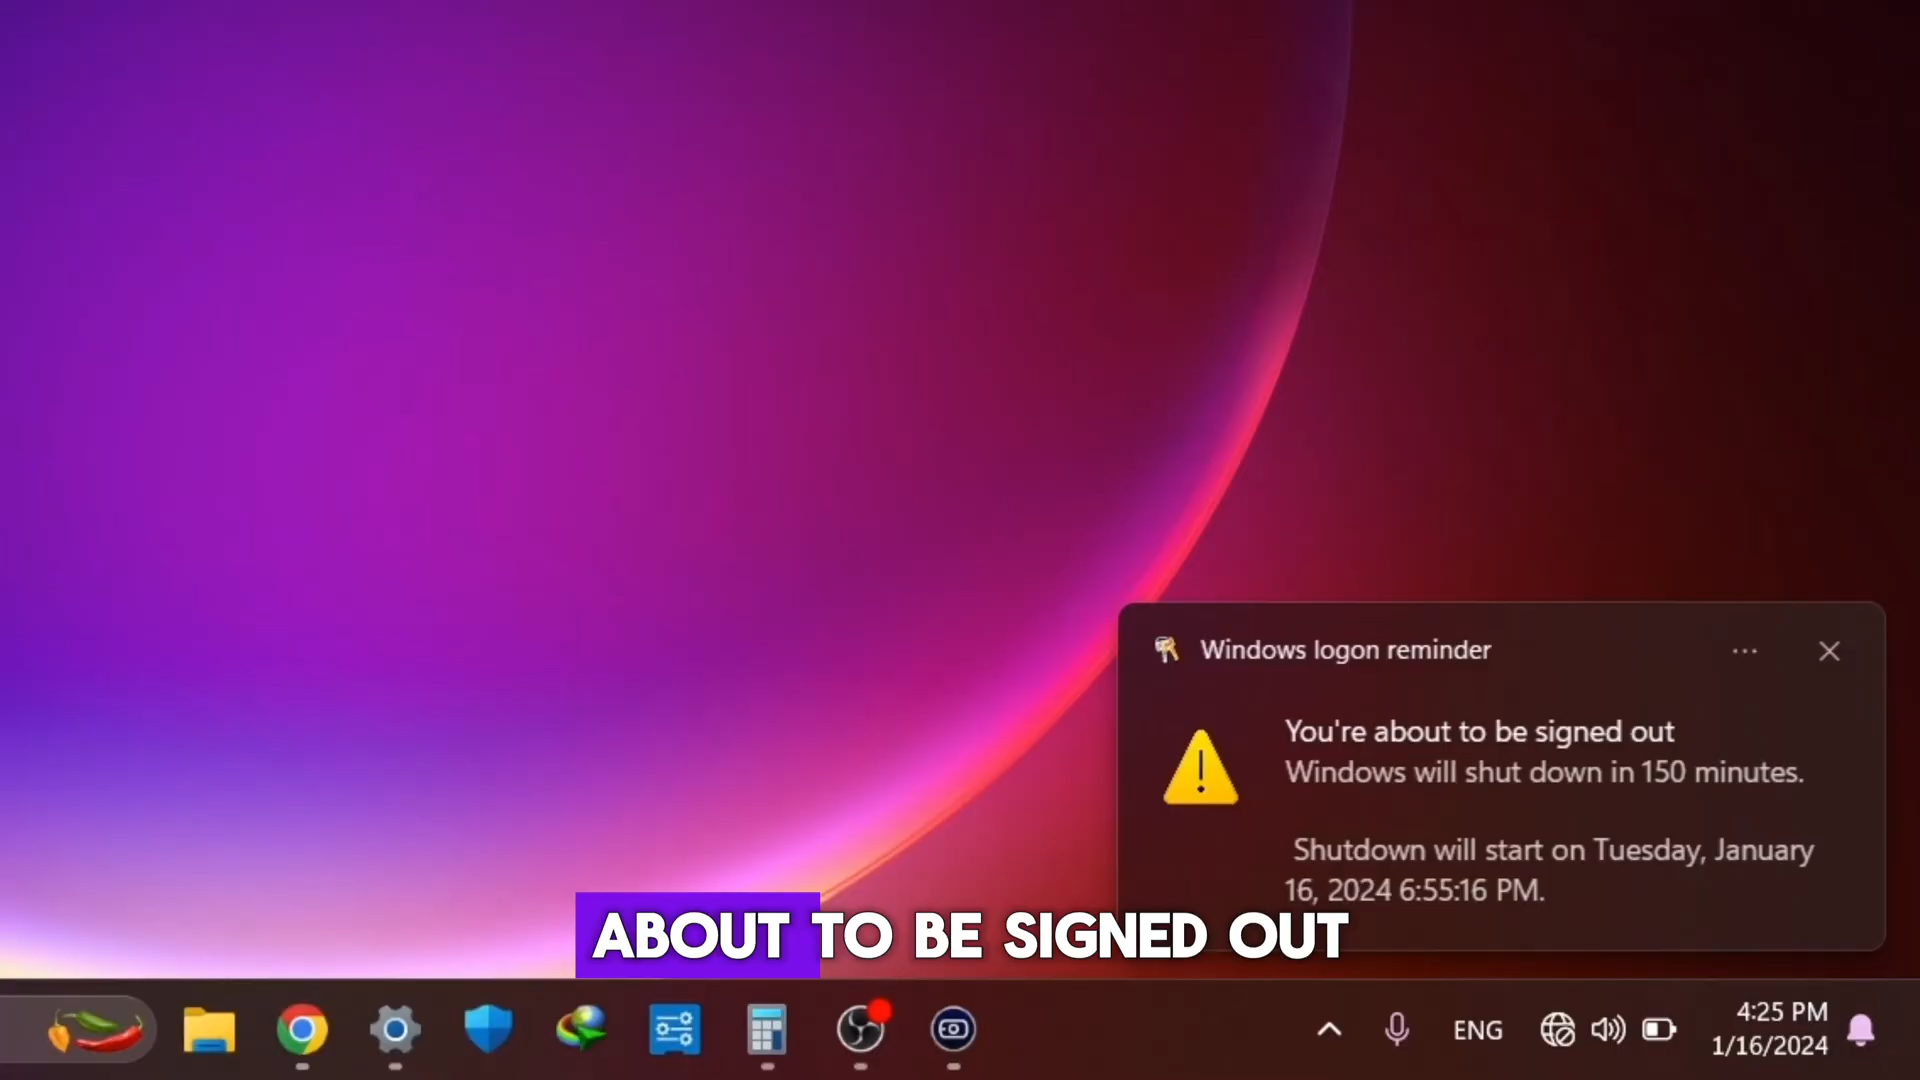 Windows logon reminder
You're about to be signed out
Windows will shut down in 150 minutes.
Shutdown will start on Tuesday, January
16, 2024 6:55:16 PM.
ABOUT TO BE SIGNED OUT
ENG
4:25 PM
1/16/2024